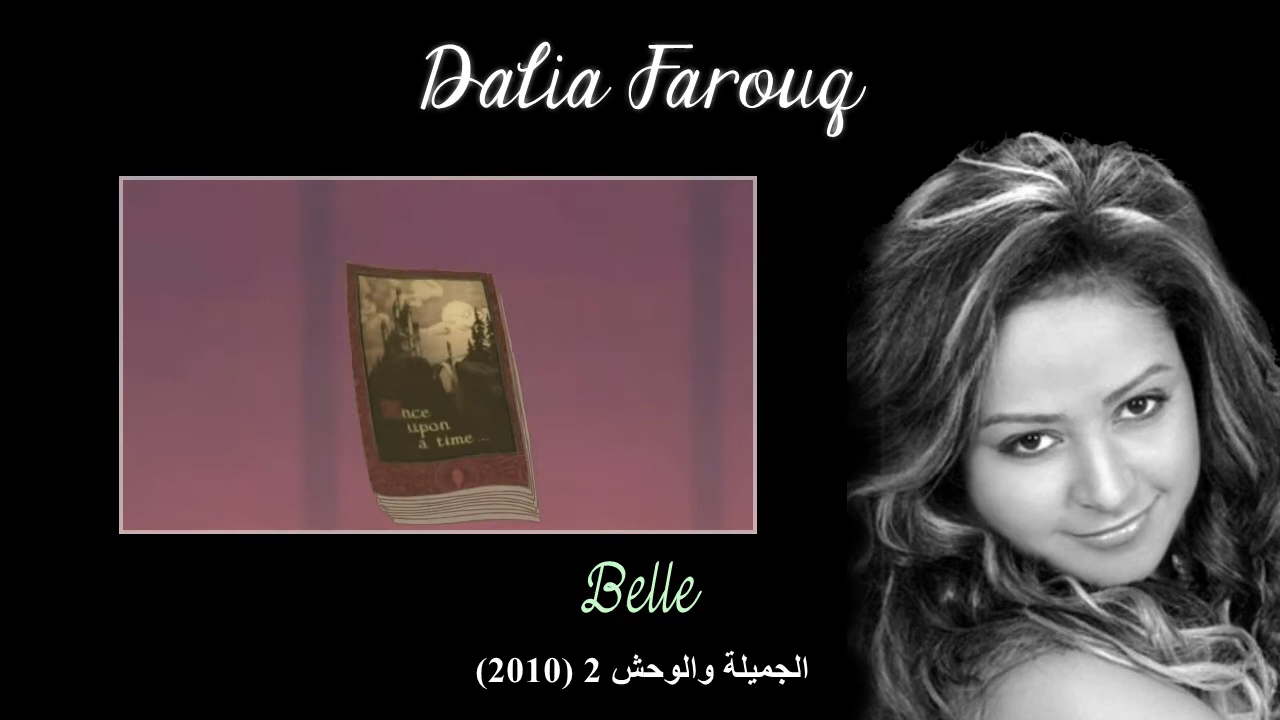 Dalia Farouq
nce
upon
a time...
Belle
الجميلة والوحش 2 (2010)